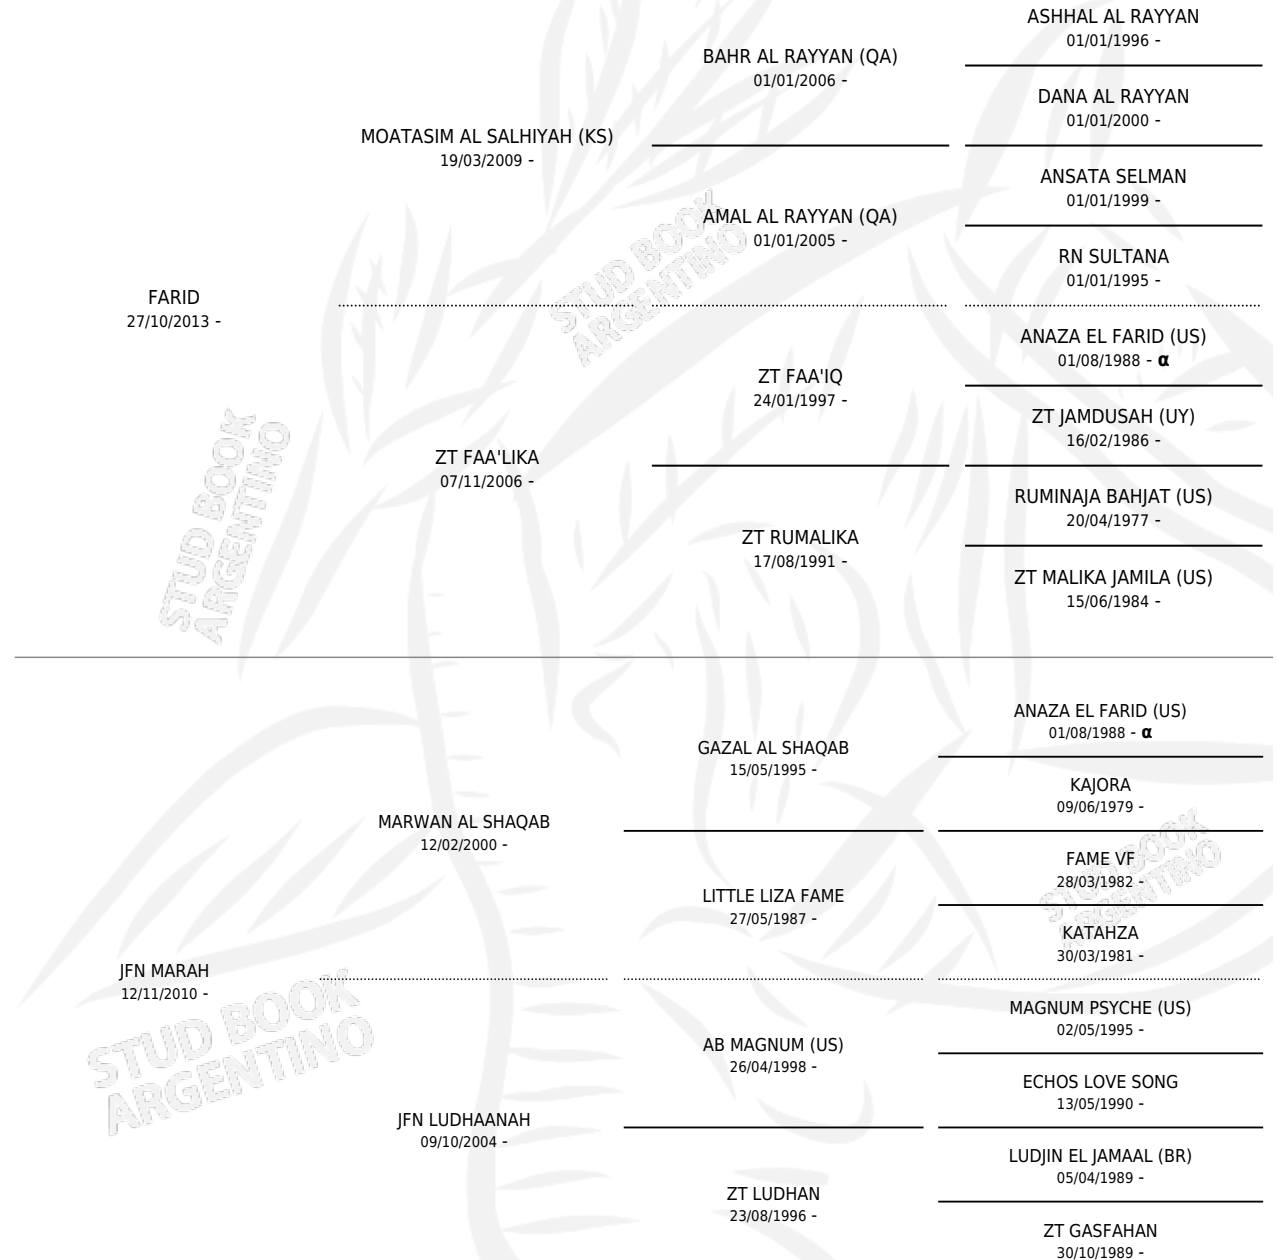 ASHHAL AL RAYYAN
01/01/1996 -
BAHR AL RAYYAN (QA)
01/01/2006 -
DANA AL RAYYAN
01/01/2000 -
MOATASIM AL SALHIYAH (KS)
19/03/2009 -
ANSATA SELMAN
01/01/1999 -
AMAL AL RAYYAN (QA)
01/01/2005 -
RN SULTANA
01/01/1995 -
STUD BOOK
ARGENTINO
FARID
27/10/2013 -
ANAZA EL FARID (US)
01/08/1988 - α
ZT FAA'IQ
24/01/1997 -
ZT JAMDUSAH (UY)
16/02/1986 -
ZT FAA'LIKA
07/11/2006 -
RUMINAJA BAHJAT (US)
20/04/1977 -
ZT RUMALIKA
17/08/1991 -
ZT MALIKA JAMILA (US)
15/06/1984 -
STUD BOOK
ARGENTINO
ANAZA EL FARID (US)
01/08/1988 - α
GAZAL AL SHAQAB
15/05/1995 -
KAJORA
09/06/1979 -
MARWAN AL SHAQAB
12/02/2000 -
FAME VF
28/03/1982 -
LITTLE LIZA FAME
27/05/1987 -
KATAHZA
30/03/1981 -
STUD BOOK
ARGENTINO
JFN MARAH
12/11/2010 -
MAGNUM PSYCHE (US)
02/05/1995 -
AB MAGNUM (US)
26/04/1998 -
ECHOS LOVE SONG
13/05/1990 -
JFN LUDHAANAH
09/10/2004 -
LUDJIN EL JAMAAL (BR)
05/04/1989 -
ZT LUDHAN
23/08/1996 -
ZT GASFAHAN
30/10/1989 -
STUD BOOK
ARGENTINO